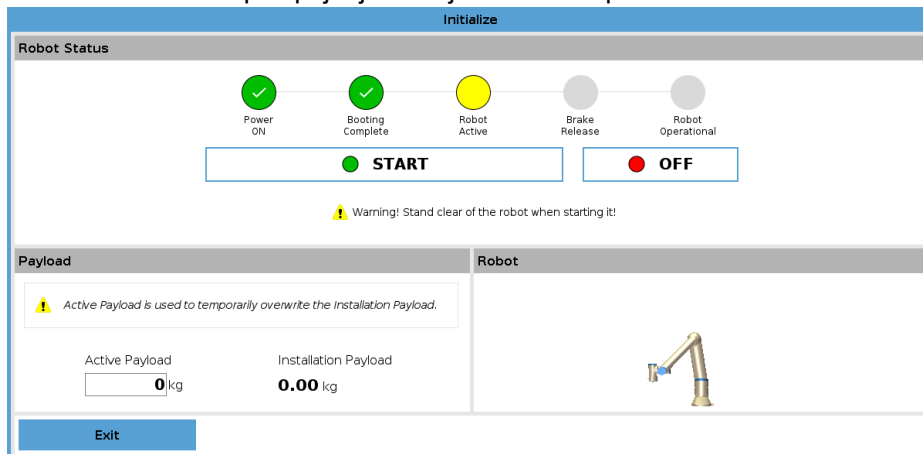 Initialize
Robot Status
Power
ON
Booting
Complete
Robot
Active
Brake
Release
Robot
Operational
START
OFF
Warning! Stand clear of the robot when starting it!
Payload
Active Payload is used to temporarily overwrite the Installation Payload.
Active Payload
0 kg
Installation Payload
0.00 kg
Robot
Exit